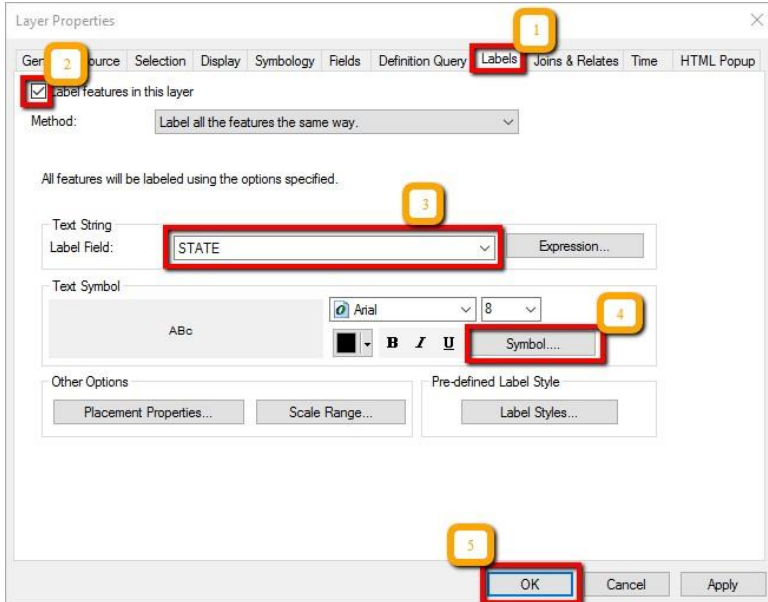 Layer Properties
1
2
Gen ource Selection Display Symbology Fields Definition Query Labels Joins & Relates Time HTML Popup
Label features in this layer
Method: Label all the features the same way.
All features will be labeled using the options specified.
3
Text String
Label Field: STATE Expression...
Text Symbol
Arial 8
4
ABc
B I U Symbol....
Other Options Pre-defined Label Style
Placement Properties... Scale Range... Label Styles...
5
OK Cancel Apply